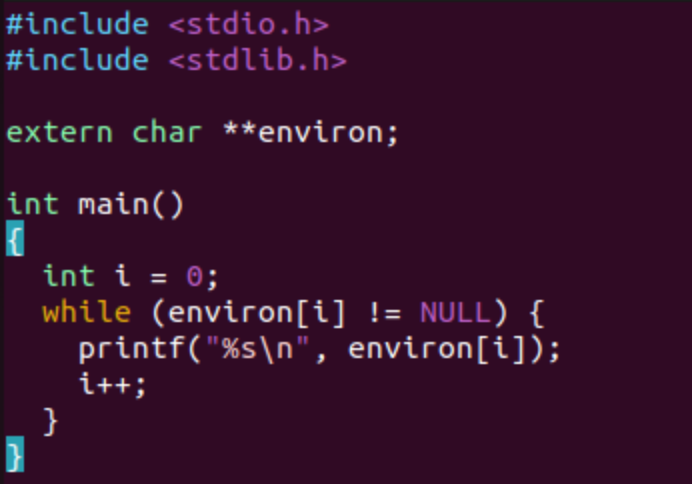 #include <stdio.h>
#include <stdlib.h>

extern char **environ;

int main()
{
  int i = 0;
  while (environ[i] != NULL) {
    printf("%s\n", environ[i]);
    i++;
  }
}